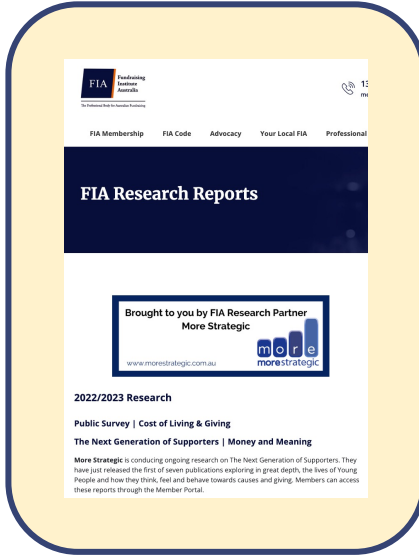 FIA
Fundraising
Institute
Australia
The Professional Body for Australian Fundraising
13
me
FIA Membership FIA Code Advocacy Your Local FIA Professional
FIA Research Reports
Brought to you by FIA Research Partner
More Strategic
www.morestrategic.com.au
more
morestrategic
2022/2023 Research
Public Survey | Cost of Living & Giving
The Next Generation of Supporters | Money and Meaning
More Strategic is conducing ongoing research on The Next Generation of Supporters. They
have just released the first of seven publications exploring in great depth, the lives of Young
People and how they think, feel and behave towards causes and giving. Members can access
these reports through the Member Portal.